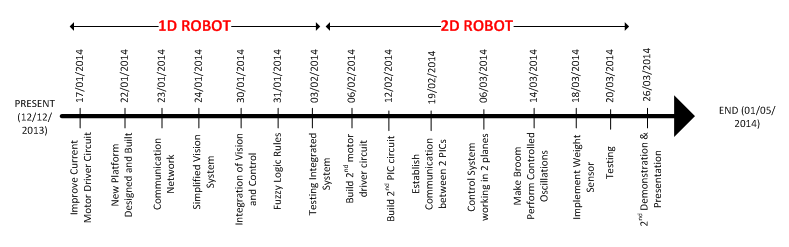 1D ROBOT
2D ROBOT
17/01/2014
22/01/2014
23/01/2014
24/01/2014
30/01/2014
31/01/2014
03/02/2014
06/02/2014
12/02/2014
19/02/2014
06/03/2014
14/03/2014
18/03/2014
20/03/2014
26/03/2014
PRESENT
(12/12/
2013)
END (01/05/
2014)
Improve Current
Motor Driver Circuit
New Platform
Designed and Built
Communication
Network
Simplified Vision
System
Integration of Vision
and Control
Fuzzy Logic Rules
Testing Integrated
System
Build 2nd motor
driver circuit
Build 2nd PIC circuit
Establish
Communication
between 2 PICs
Control System
working in 2 planes
Make Broom
Perform Controlled
Oscillations
Implement Weight
Sensor
Testing
2nd Demonstration &
Presentation